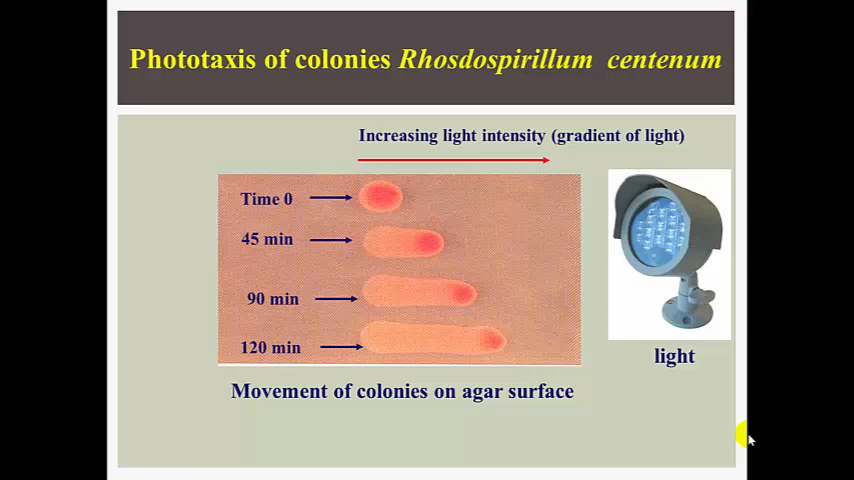 Phototaxis of colonies Rhosdospirillum centenum
Increasing light intensity (gradient of light)
Time 0
45 min
90 min
120 min
light
Movement of colonies on agar surface